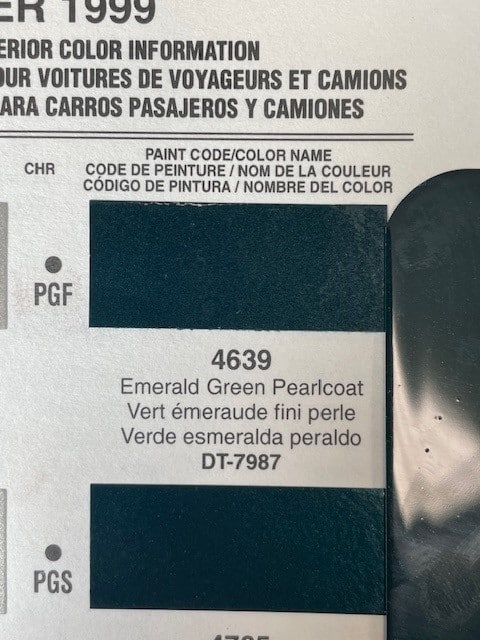 ER 1999
ERIOR COLOR INFORMATION
OUR VOITURES DE VOYAGEURS ET CAMIONS
ARA CARROS PASAJEROS Y CAMIONES
PAINT CODE/COLOR NAME
CHR
CODE DE PEINTURE / NOM DE LA COULEUR
CÓDIGO DE PINTURA / NOMBRE DEL COLOR
PGF
4639
Emerald Green Pearlcoat
Vert émeraude fini perle
Verde esmeralda peraldo
DT-7987
PGS